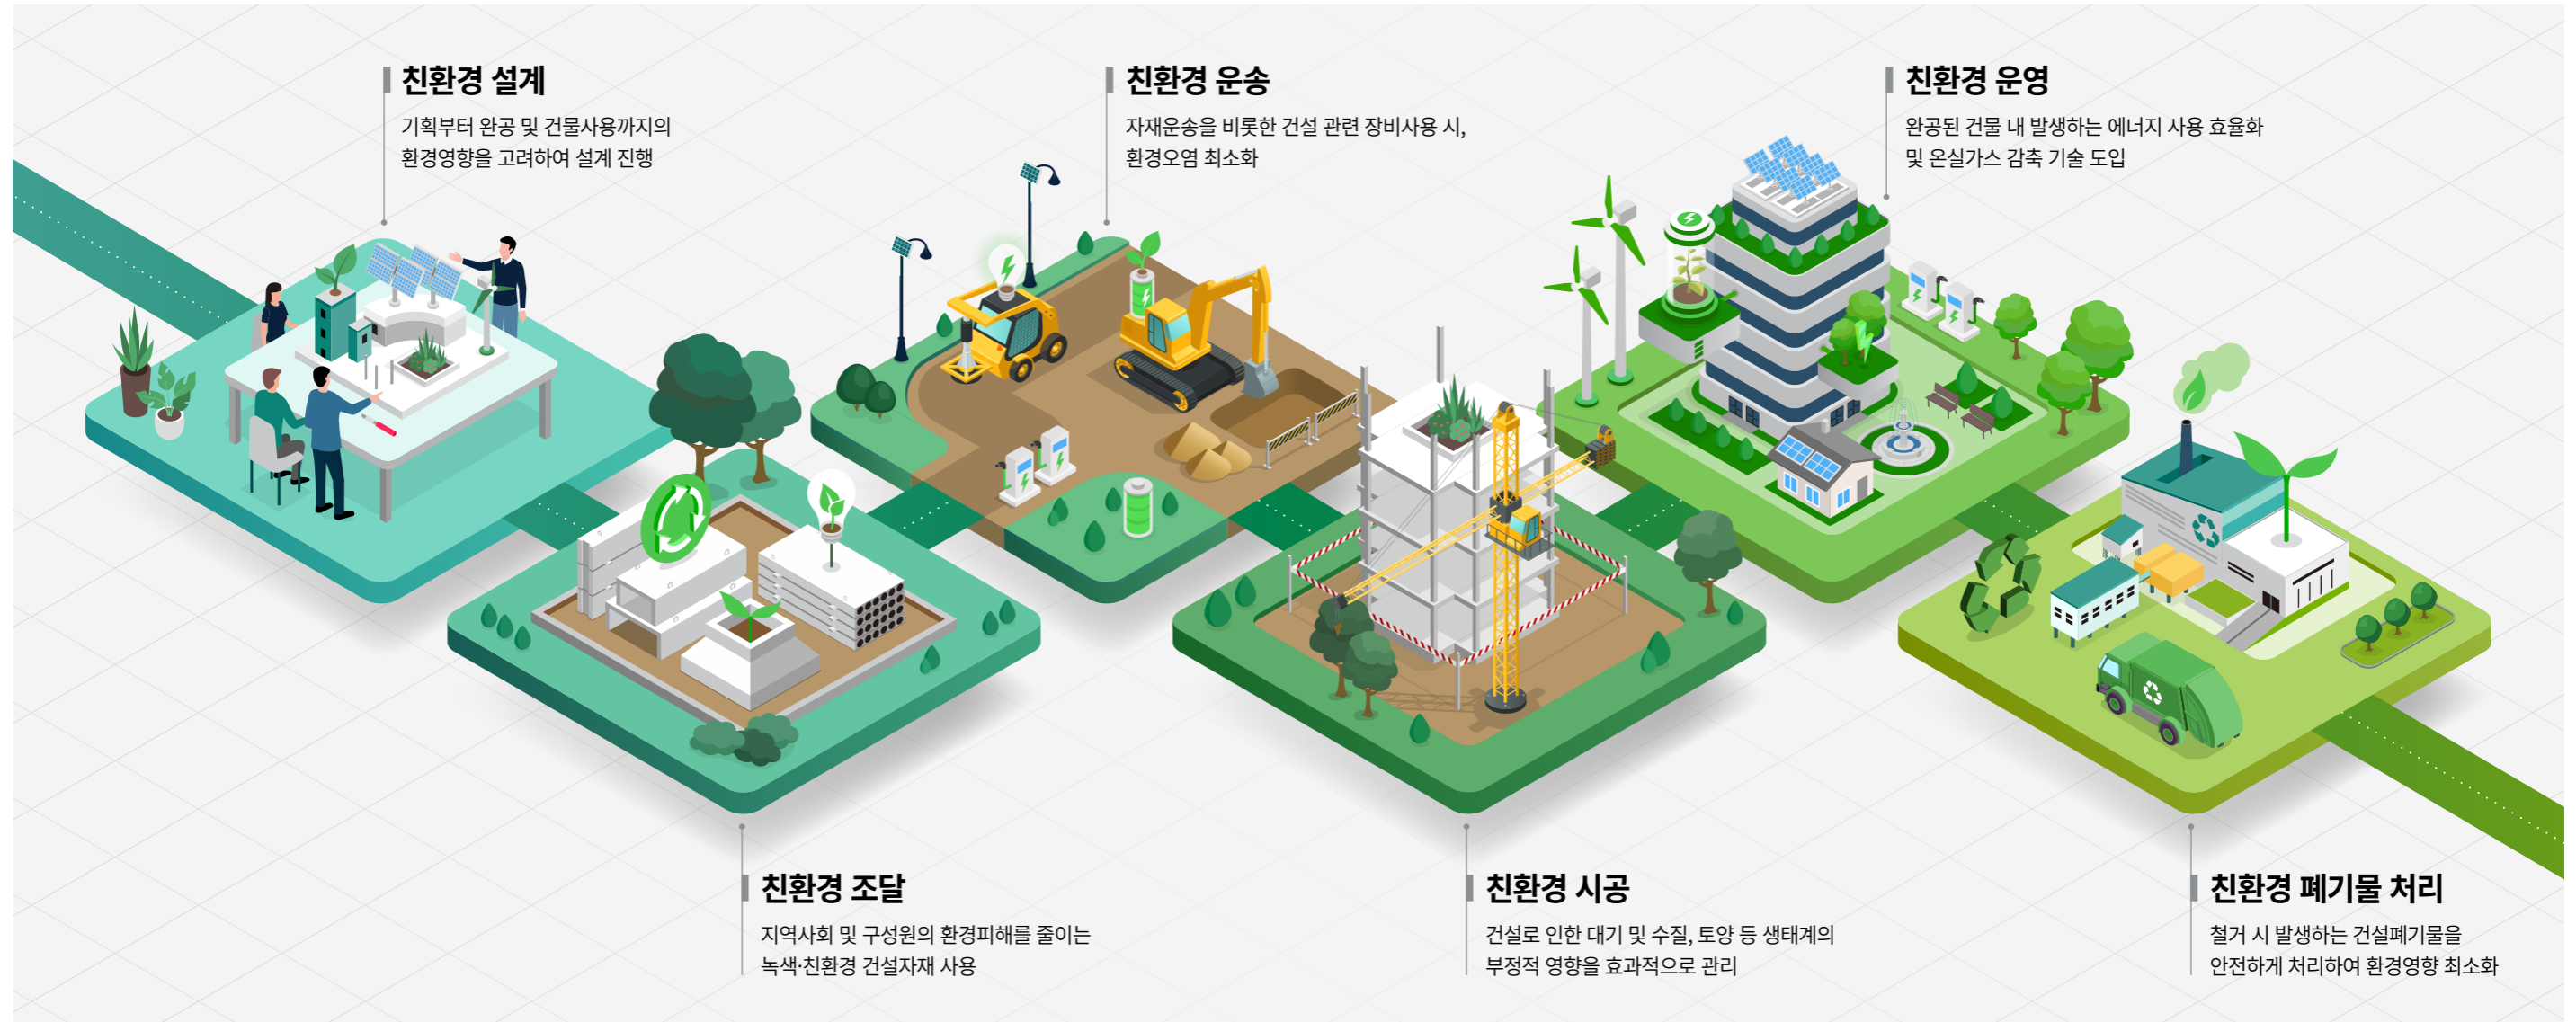 친환경 설계
기획부터 완공 및 건물사용까지의
환경영향을 고려하여 설계 진행
친환경 운송
자재운송을 비롯한 건설 관련 장비사용 시,
환경오염 최소화
친환경 운영
완공된 건물 내 발생하는 에너지 사용 효율화
및 온실가스 감축 기술 도입
친환경 조달
지역사회 및 구성원의 환경피해를 줄이는
녹색·친환경 건설자재 사용
친환경 시공
건설로 인한 대기 및 수질, 토양 등 생태계의
부정적 영향을 효과적으로 관리
친환경 폐기물 처리
철거 시 발생하는 건설폐기물을
안전하게 처리하여 환경영향 최소화